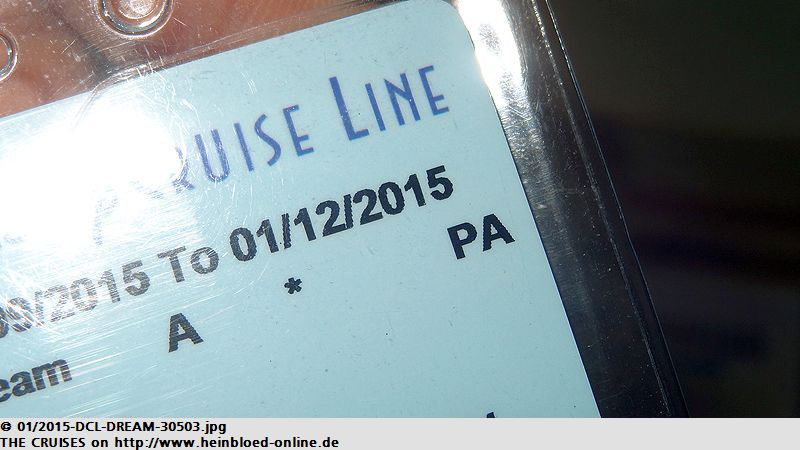 CRUISE LINE
/2015 To 01/12/2015
PA
A *
eam
© 01/2015-DCL-DREAM-30503.jpg
THE CRUISES on http://www.heinbloed-online.de